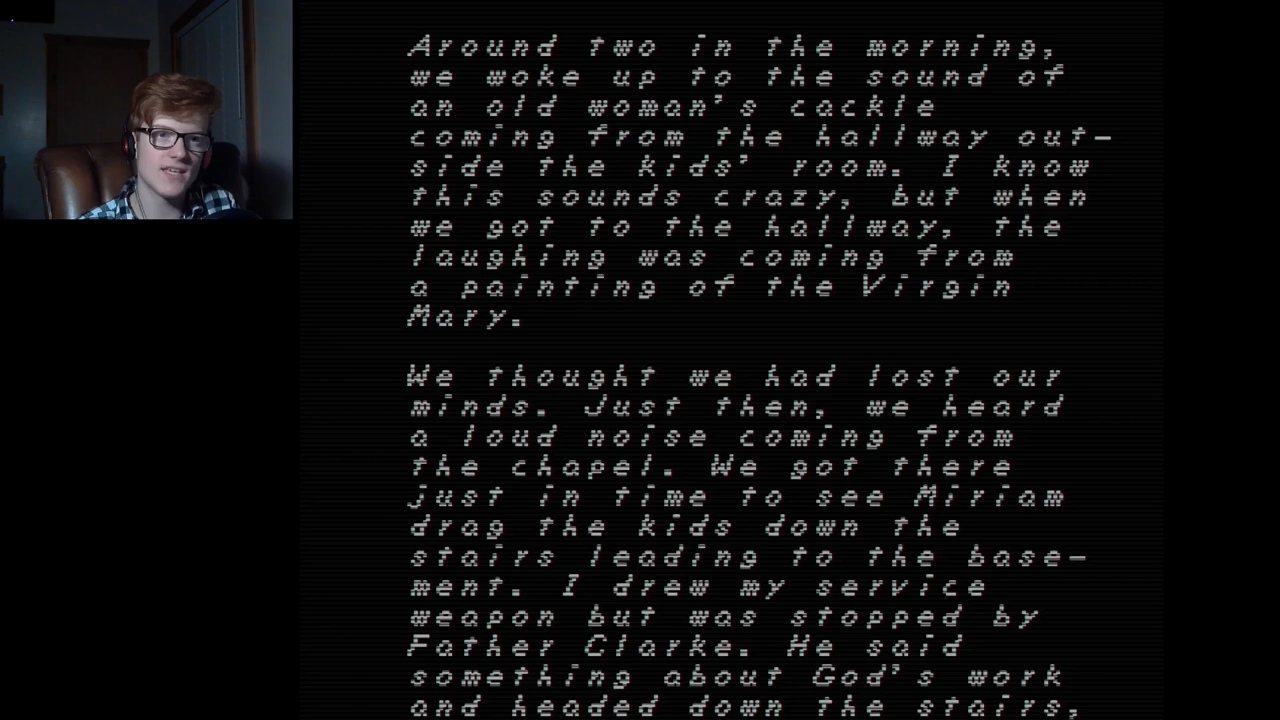 Around two in the morning,
we woke up to the sound of
an old woman's cackle
coming from the hallway out-
side the kids' room. I know
this sounds crazy, but when
we got to the hallway, the
laughing was coming from
a painting of the Virgin
Mary.
We thought we had lost our
minds. Just then, we heard
a loud noise coming from
the chapel. We got there
just in time to see Miriam
drag the kids down the
stairs leading to the base-
ment. I drew my service
weapon but was stopped by
Father Clarke. He said
something about God's work
and headed down the stairs,